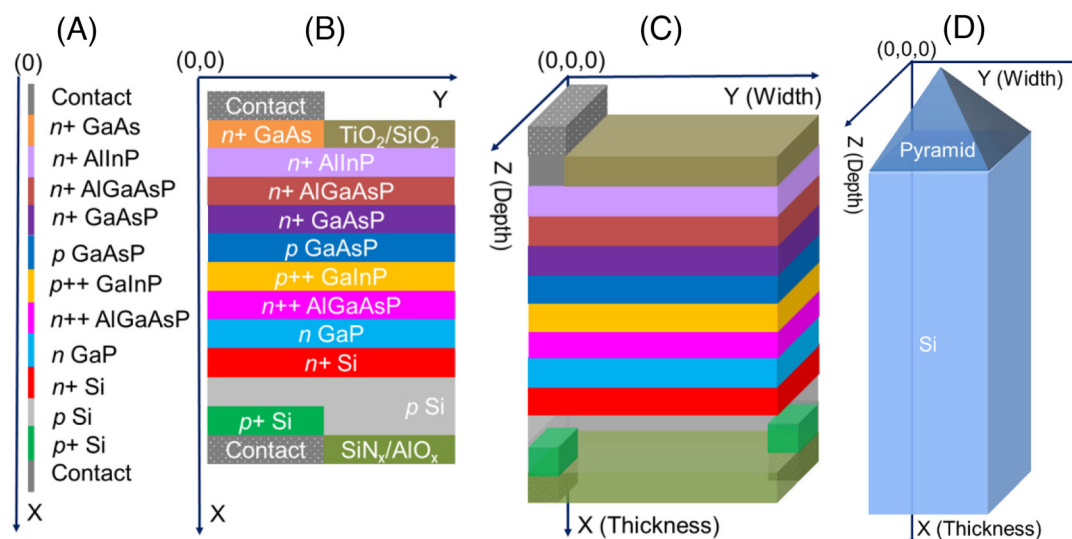 (A)
(0)
Contact
n+ GaAs
n+ AlInP
n+ AlGaAsP
n+ GaAsP
p GaAsP
p++ GaInP
n++ AlGaAsP
n GaP
n+ Si
p Si
p+ Si
Contact
X
(B)
(0,0)
Y
Contact
n+ GaAs TiO₂/SiO₂
n+ AlInP
n+ AlGaAsP
n+ GaAsP
p GaAsP
p++ GaInP
n++ AlGaAsP
n GaP
n+ Si
p Si
p+ Si
Contact SiNₓ/AlOₓ
X
(C)
(0,0,0)
Y (Width)
Z (Depth)
X (Thickness)
(D)
(0,0,0)
Y (Width)
Z (Depth)
Pyramid
Si
X (Thickness)